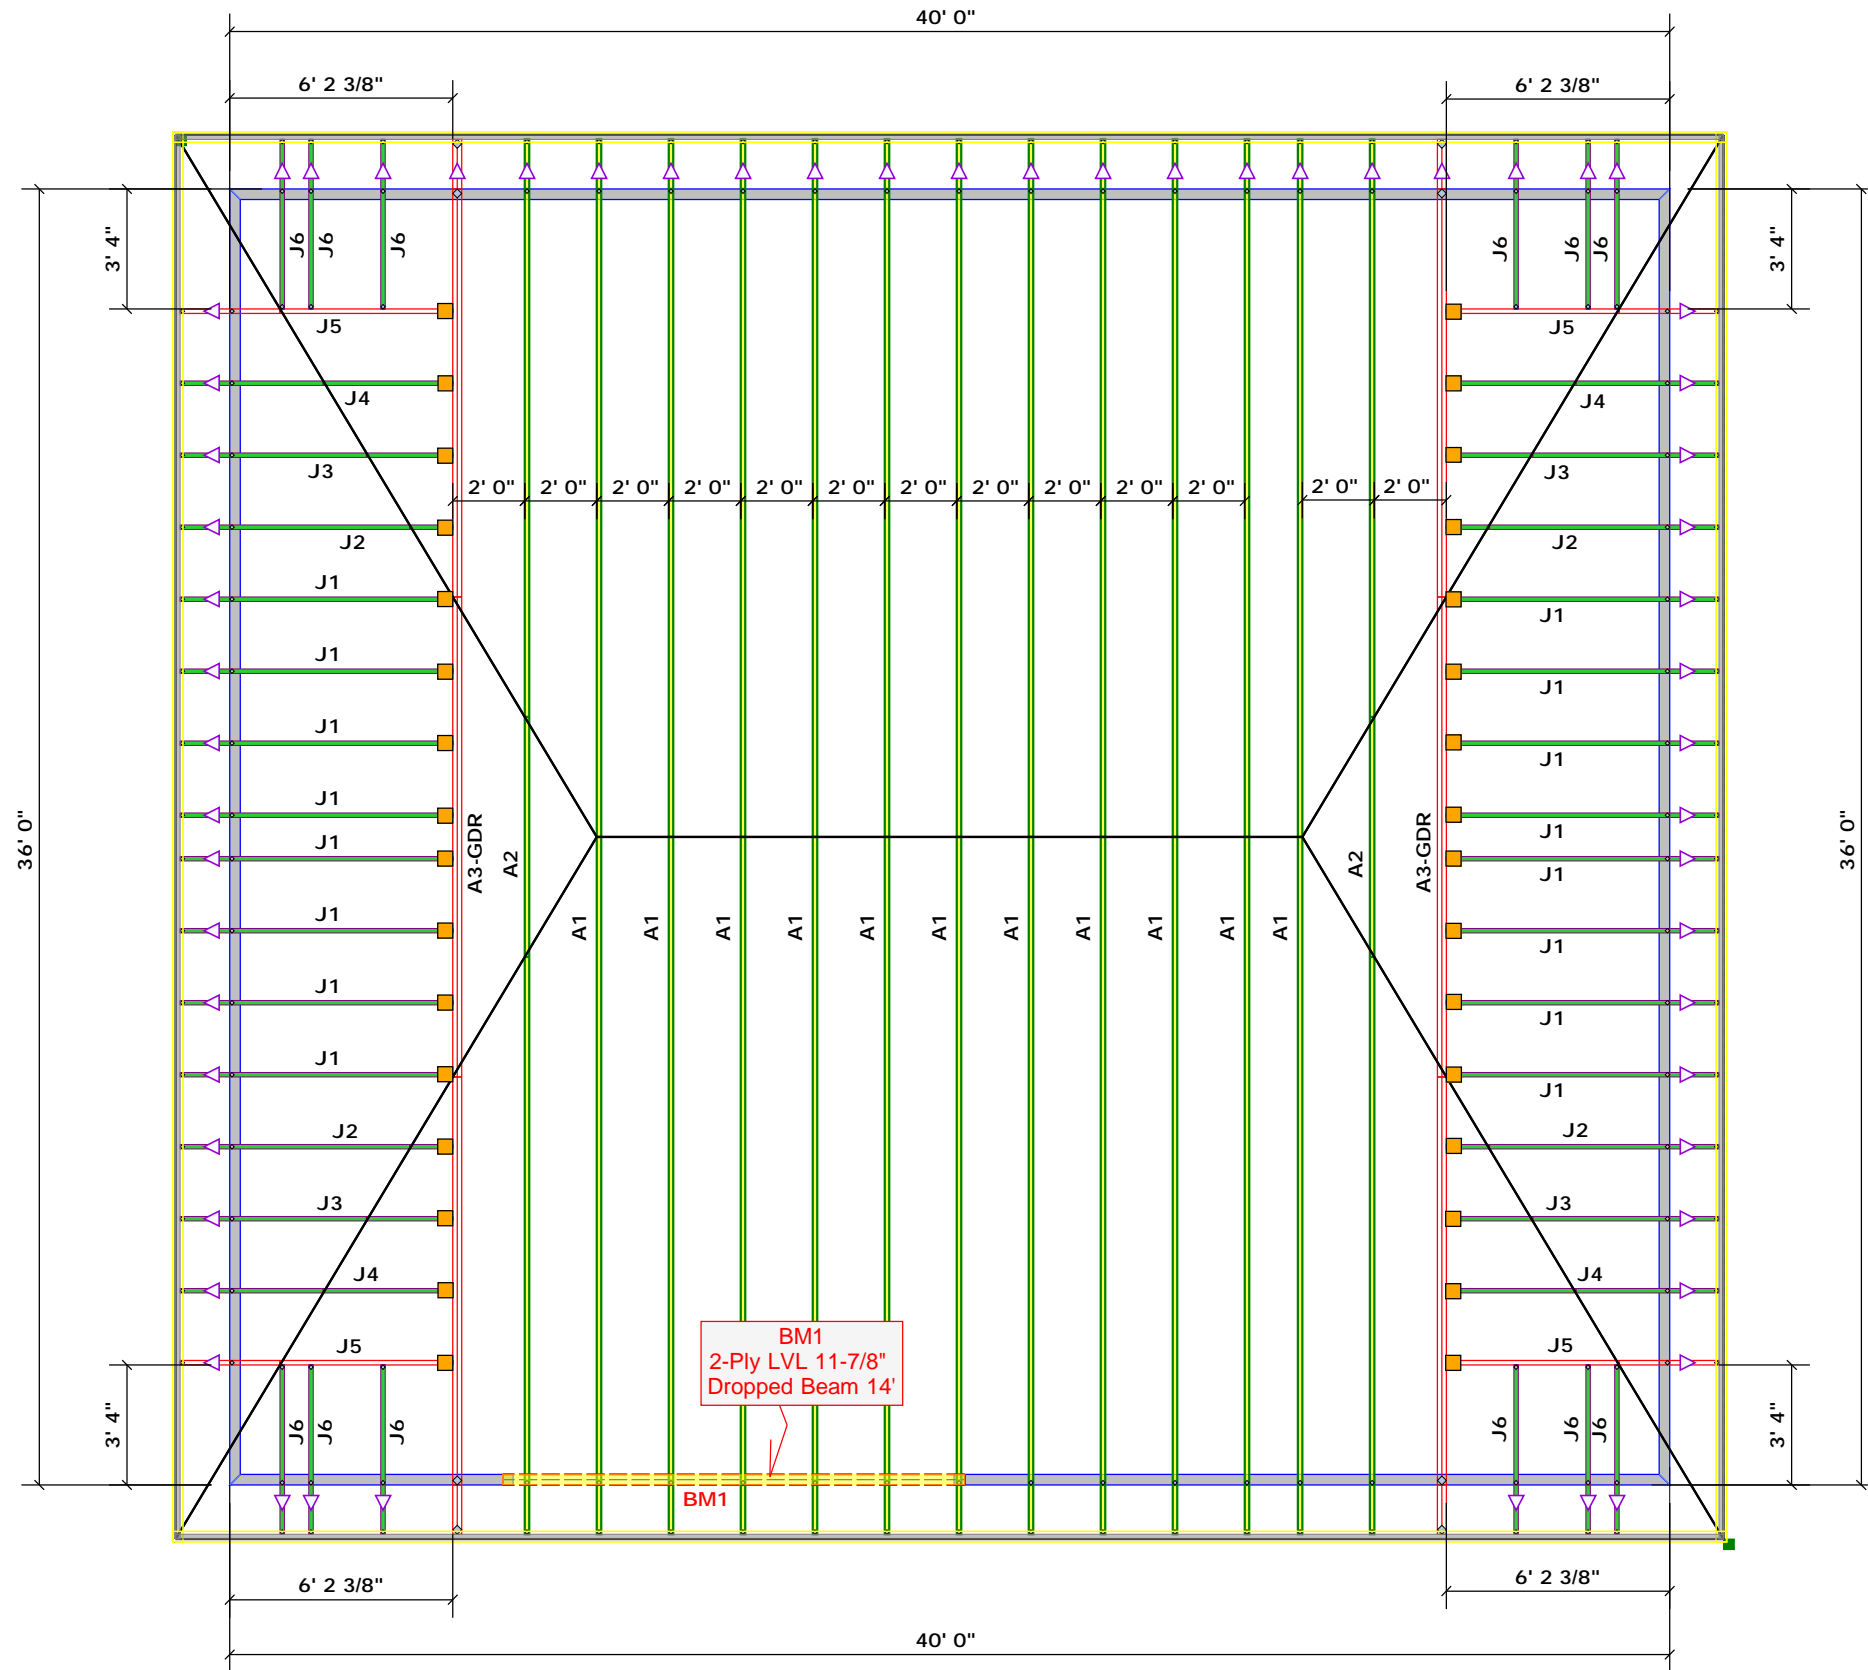 40' 0"
6' 2 3/8"
6' 2 3/8"
3' 4"
J6
J6
J6
J6
J6
J6
3' 4"
J5
J5
J4
J4
J3
J3
2' 0"
2' 0"
2' 0"
2' 0"
2' 0"
2' 0"
2' 0"
2' 0"
2' 0"
2' 0"
2' 0"
2' 0"
2' 0"
J2
J2
J1
J1
J1
J1
J1
J1
J1
J1
36' 0"
J1
A3-GDR
A2
A2
A3-GDR
J1
36' 0"
J1
A1
A1
A1
A1
A1
A1
A1
A1
A1
A1
A1
J1
J1
J1
J1
J1
J2
J2
J3
J3
J4
J4
J5
J5
BM1
2-Ply LVL 11-7/8"
Dropped Beam 14'
3' 4"
J6
J6
J6
J6
J6
J6
3' 4"
BM1
6' 2 3/8"
6' 2 3/8"
40' 0"